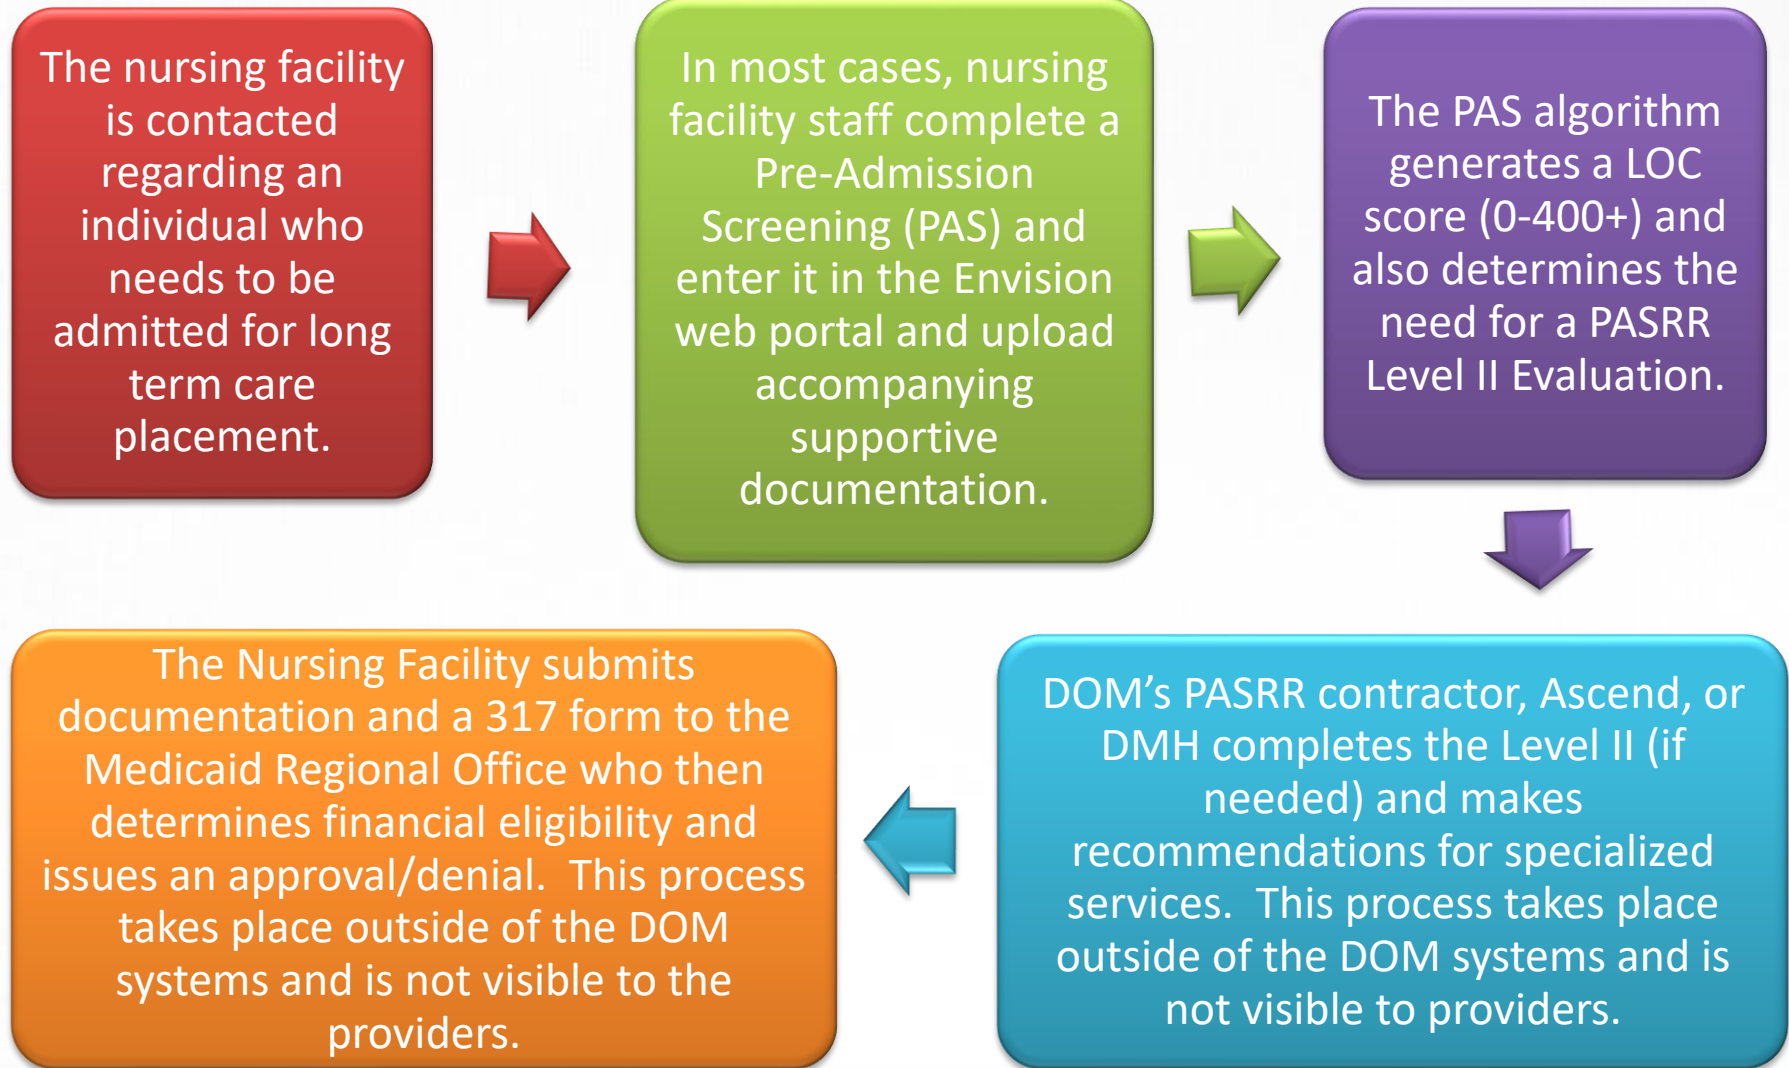 The nursing facility
is contacted
regarding an
individual who
needs to be
admitted for long
term care
placement.
In most cases, nursing
facility staff complete a
Pre-Admission
Screening (PAS) and
enter it in the Envision
web portal and upload
accompanying
supportive
documentation.
The PAS algorithm
generates a LOC
score (0-400+) and
also determines the
need for a PASRR
Level II Evaluation.
DOM’s PASRR contractor, Ascend, or
DMH completes the Level II (if
needed) and makes
recommendations for specialized
services.  This process takes place
outside of the DOM systems and is
not visible to providers.
The Nursing Facility submits
documentation and a 317 form to the
Medicaid Regional Office who then
determines financial eligibility and
issues an approval/denial.  This process
takes place outside of the DOM
systems and is not visible to the
providers.